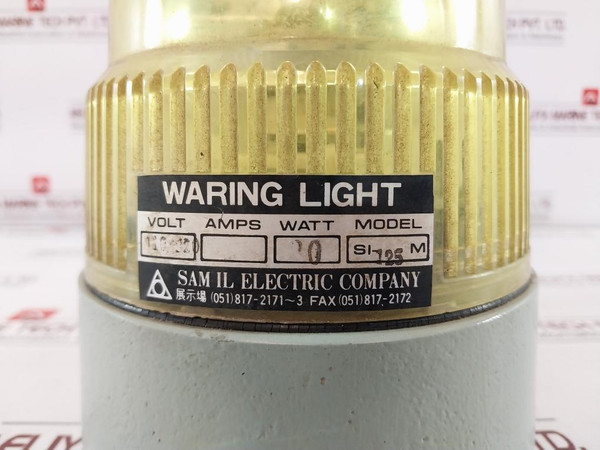 WARING LIGHT
VOLT AMPS WATT MODEL
SI-125 M
SAM IL ELECTRIC COMPANY
展示場 (051)817-2171~3 FAX (051)817-2172